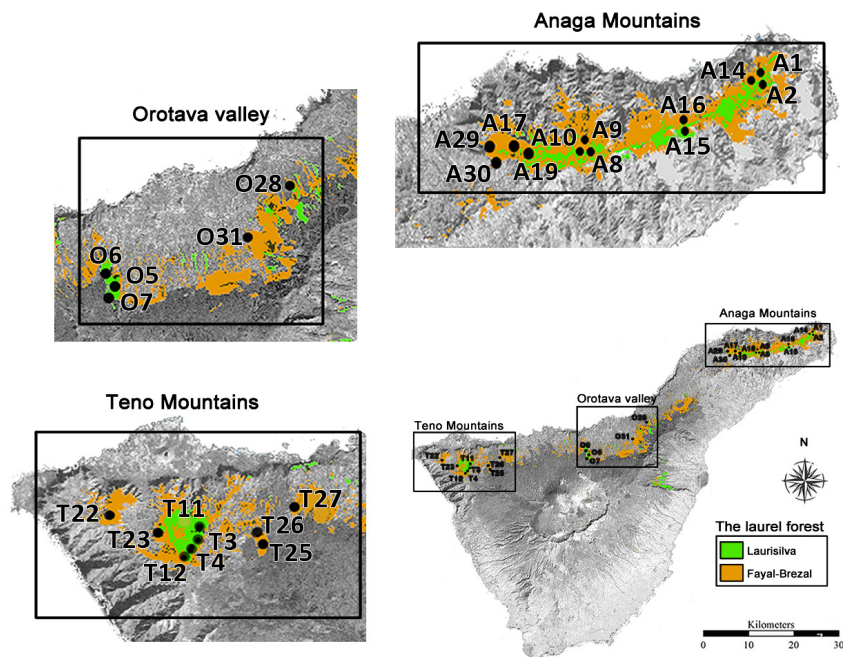 Anaga Mountains
A14
A1
A2
A16
A15
A29
A17
A10
A9
A30
A19
A8
Orotava valley
O28
O31
O6
O5
O7
Teno Mountains
T22
T11
T27
T23
T3
T26
T4
T25
T12
Anaga Mountains
Orotava valley
Teno Mountains
N
The laurel forest
Laurisilva
Fayal-Brezal
Kilometers
0 5 10 20 30